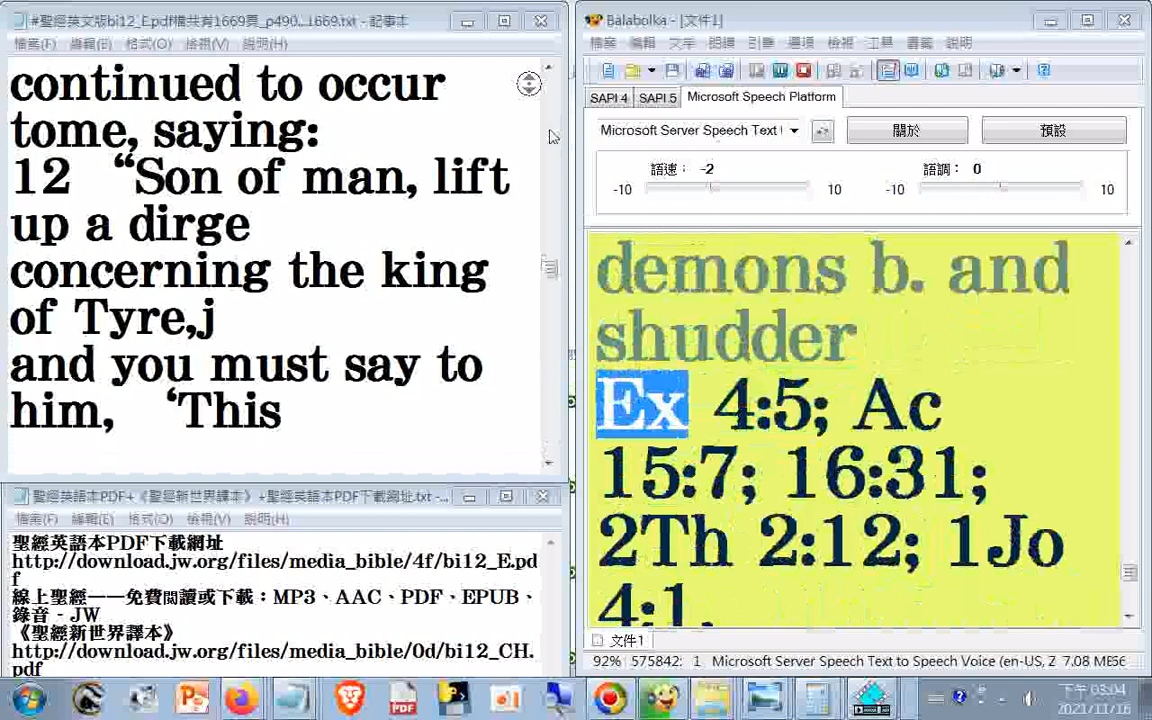 #聖經英文版bi12_E.pdf檔共有1669頁_p490...1669.txt - 記事本
檔案(F) 編輯(E) 格式(O) 檢視(V) 說明(H)
continued to occur
tome, saying:
12 “Son of man, lift
up a dirge
concerning the king
of Tyre,j
and you must say to
him, ‘This
聖經英語本PDF+《聖經新世界譯本》+聖經英語本PDF下載網址.txt - ...
檔案(F) 編輯(E) 格式(O) 檢視(V) 說明(H)
聖經英語本PDF下載網址
http://download.jw.org/files/media_bible/4f/bi12_E.pd
f
線上聖經——免費閱讀或下載：MP3、AAC、PDF、EPUB、
錄音 - JW
《聖經新世界譯本》
http://download.jw.org/files/media_bible/0d/bi12_CH.
pdf
Balabolka - [文件1]
檔案 編輯 文字 朗讀 引擎 選項 檢視 工具 書籤 說明
SAPI 4 SAPI 5 Microsoft Speech Platform
Microsoft Server Speech Text 關於 預設
語速： -2 語調： 0
-10 10 -10 10
demons b. and
shudder
Ex 4:5; Ac
15:7; 16:31;
2Th 2:12; 1Jo
4:1.
文件1
92% 575842: 1 Microsoft Server Speech Text to Speech Voice (en-US, Z 7.08 ME56
PDF
下午 03:04
2021/11/16